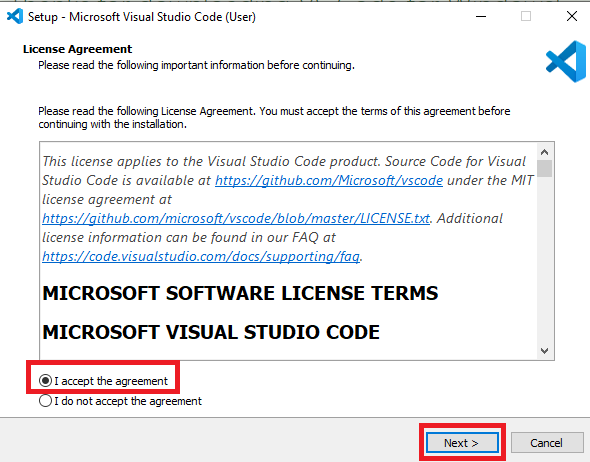 Setup - Microsoft Visual Studio Code (User)
License Agreement
Please read the following important information before continuing.
Please read the following License Agreement. You must accept the terms of this agreement before
continuing with the installation.
This license applies to the Visual Studio Code product. Source Code for Visual
Studio Code is available at https://github.com/Microsoft/vscode under the MIT
license agreement at
https://github.com/microsoft/vscode/blob/master/LICENSE.txt. Additional
license information can be found in our FAQ at
https://code.visualstudio.com/docs/supporting/faq.
MICROSOFT SOFTWARE LICENSE TERMS
MICROSOFT VISUAL STUDIO CODE
I accept the agreement
I do not accept the agreement
Next >
Cancel